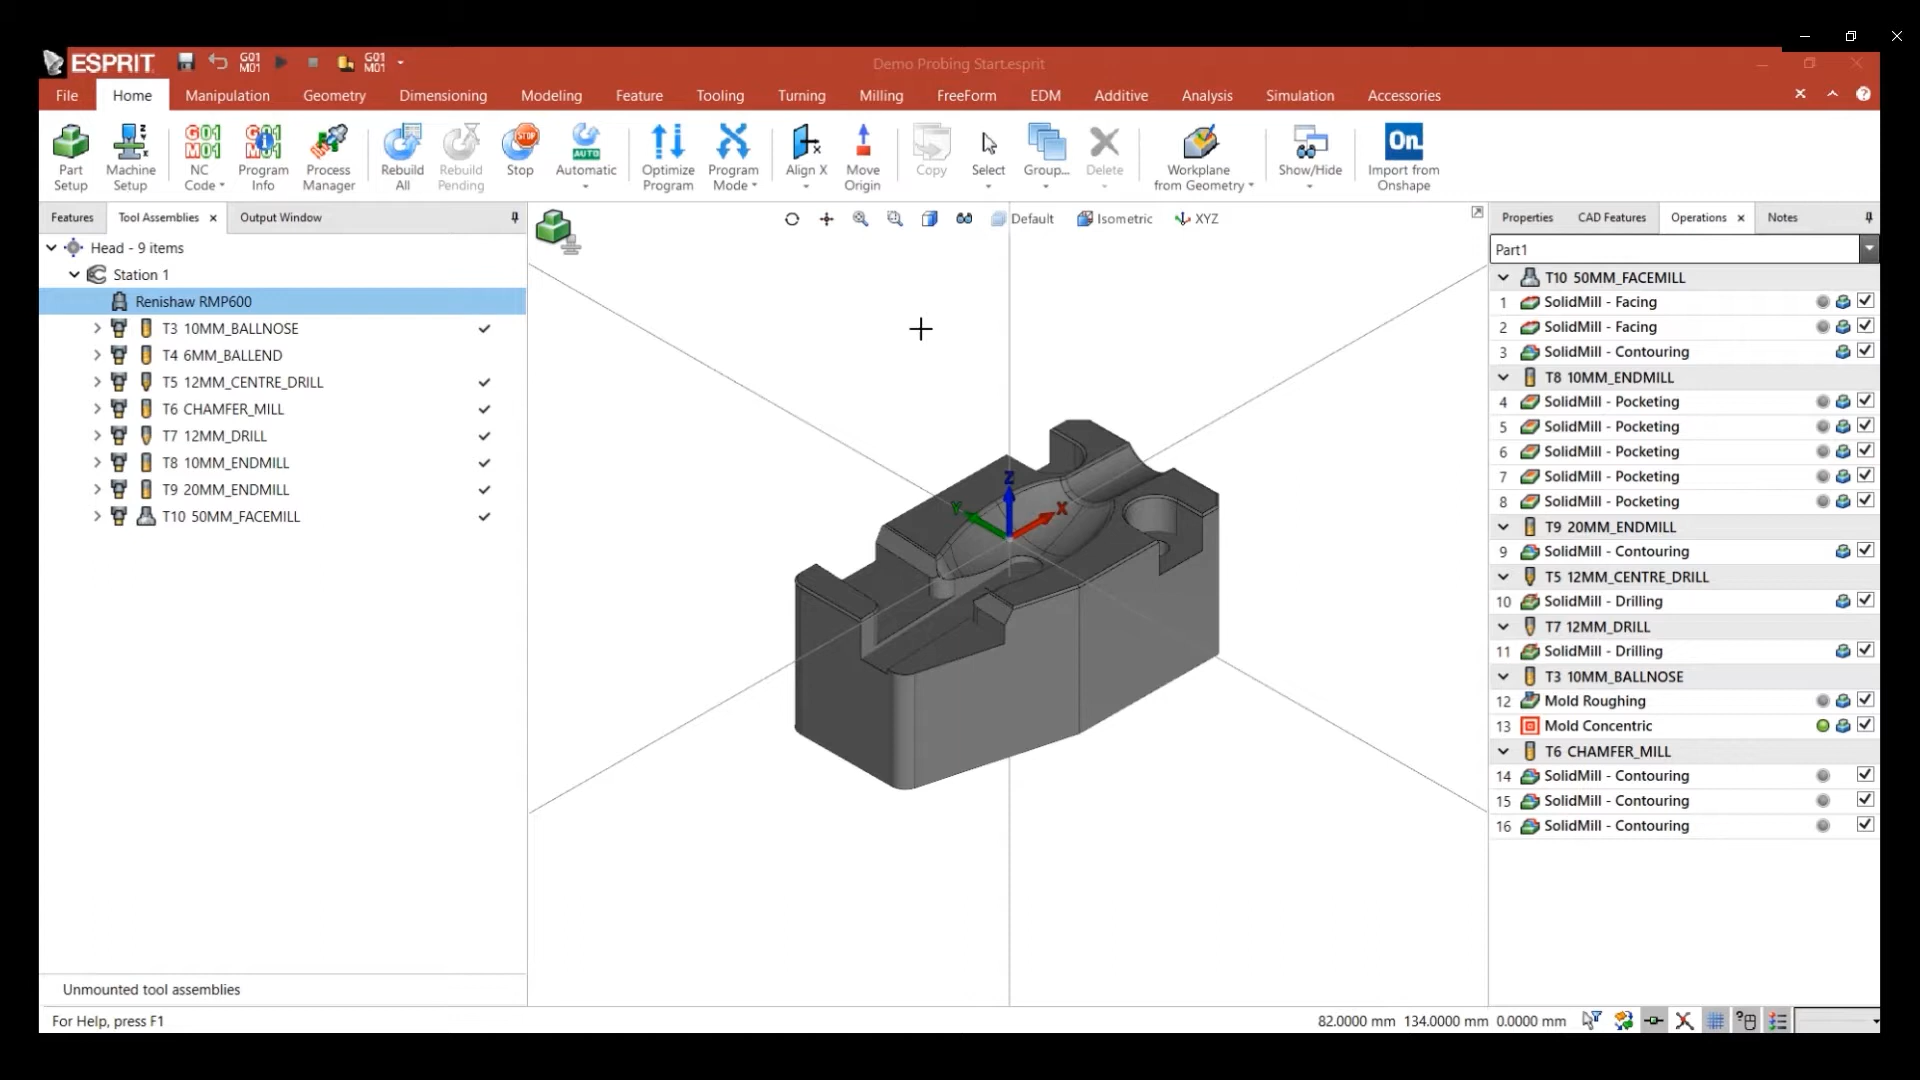 ESPRIT
G01 M01
G01 M01
Demo Probing Start.esprit
File Home Manipulation Geometry Dimensioning Modeling Feature Tooling Turning Milling FreeForm EDM Additive Analysis Simulation Accessories
Part Setup
Machine Setup
NC Code
Program Info
Process Manager
Rebuild All
Rebuild Pending
Stop
Automatic
Optimize Program
Program Mode
Align X
Move Origin
Copy
Select
Group...
Delete
Workplane from Geometry
Show/Hide
Import from Onshape
Features Tool Assemblies Output Window
Head - 9 items
Station 1
Renishaw RMP600
T3 10MM_BALLNOSE
T4 6MM_BALLEND
T5 12MM_CENTRE_DRILL
T6 CHAMFER_MILL
T7 12MM_DRILL
T8 10MM_ENDMILL
T9 20MM_ENDMILL
T10 50MM_FACEMILL
Unmounted tool assemblies
Default Isometric XYZ
Z
Y
X
Properties CAD Features Operations Notes
Part1
T10 50MM_FACEMILL
1 SolidMill - Facing
2 SolidMill - Facing
3 SolidMill - Contouring
T8 10MM_ENDMILL
4 SolidMill - Pocketing
5 SolidMill - Pocketing
6 SolidMill - Pocketing
7 SolidMill - Pocketing
8 SolidMill - Pocketing
T9 20MM_ENDMILL
9 SolidMill - Contouring
T5 12MM_CENTRE_DRILL
10 SolidMill - Drilling
T7 12MM_DRILL
11 SolidMill - Drilling
T3 10MM_BALLNOSE
12 Mold Roughing
13 Mold Concentric
T6 CHAMFER_MILL
14 SolidMill - Contouring
15 SolidMill - Contouring
16 SolidMill - Contouring
For Help, press F1
82.0000 mm 134.0000 mm 0.0000 mm